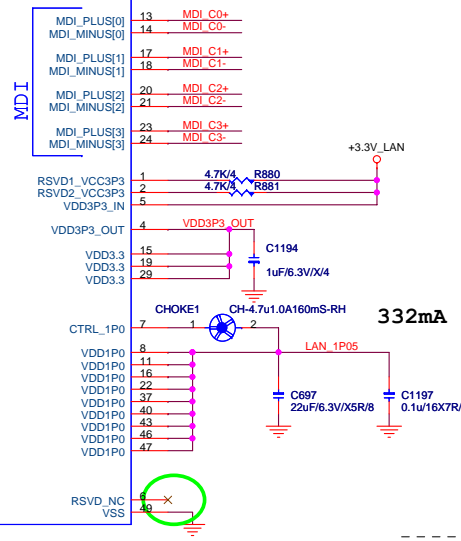 MDI
MDI_PLUS[0] 13 MDI_C0+
MDI_MINUS[0] 14 MDI_C0-
MDI_PLUS[1] 17 MDI_C1+
MDI_MINUS[1] 18 MDI_C1-
MDI_PLUS[2] 20 MDI_C2+
MDI_MINUS[2] 21 MDI_C2-
MDI_PLUS[3] 23 MDI_C3+
MDI_MINUS[3] 24 MDI_C3-
+3.3V_LAN
RSVD1_VCC3P3 1 4.7K/4 R880
RSVD2_VCC3P3 2 4.7K/4 R881
VDD3P3_IN 5
VDD3P3_OUT 4 VDD3P3_OUT
VDD3.3 15 C1194
VDD3.3 19
VDD3.3 29 1uF/6.3V/X/4
CHOKE1 CH-4.7u1.0A160mS-RH
332mA
CTRL_1P0 7 1 2
VDD1P0 8 LAN_1P05
VDD1P0 11
VDD1P0 16
VDD1P0 22
VDD1P0 37
VDD1P0 40
VDD1P0 43
VDD1P0 46
VDD1P0 47
C697 C1197
22uF/6.3V/X5R/8 0.1u/16X7R/
RSVD_NC 6
VSS 49